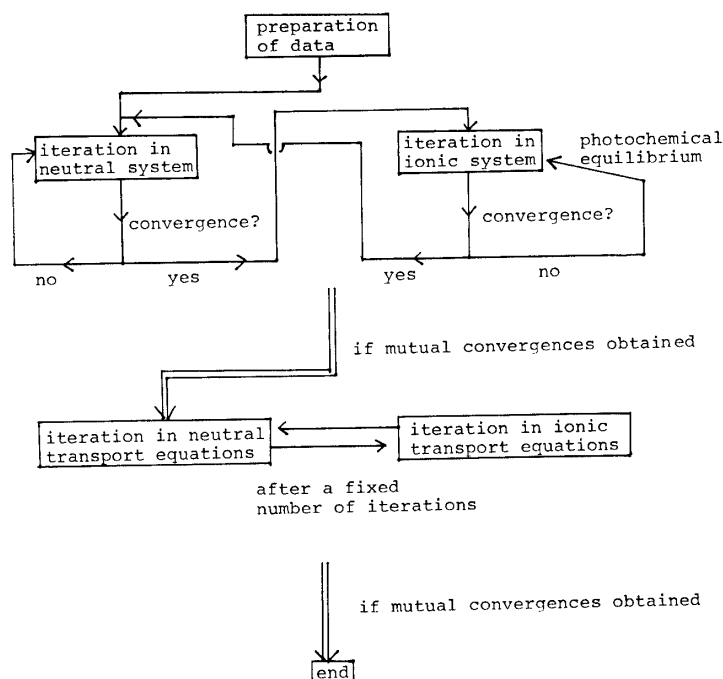 preparation
of data
iteration in
neutral system
iteration in
ionic system
photochemical
equilibrium
convergence?
convergence?
no
yes
yes
no
if mutual convergences obtained
iteration in neutral
transport equations
iteration in ionic
transport equations
after a fixed
number of iterations
if mutual convergences obtained
end